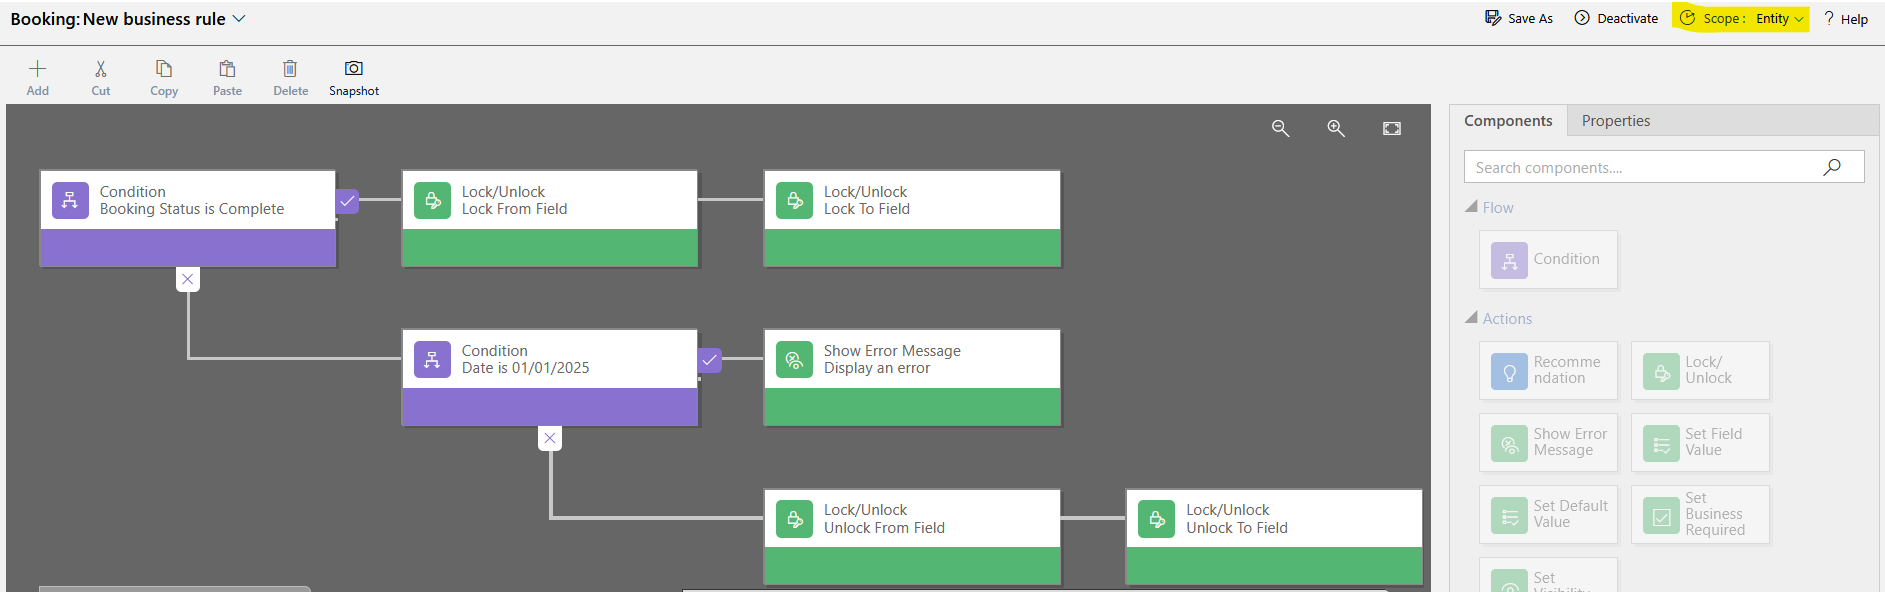 Booking: New business rule
Save As
Deactivate
Scope :
Entity
? Help
Add
Cut
Copy
Paste
Delete
Snapshot
Condition
Booking Status is Complete
Lock/Unlock
Lock From Field
Lock/Unlock
Lock To Field
Condition
Date is 01/01/2025
Show Error Message
Display an error
Lock/Unlock
Unlock From Field
Lock/Unlock
Unlock To Field
Components
Properties
Search components....
Flow
Condition
Actions
Recomme
ndation
Lock/
Unlock
Show Error
Message
Set Field
Value
Set Default
Value
Set
Business
Required
Set
Visibility